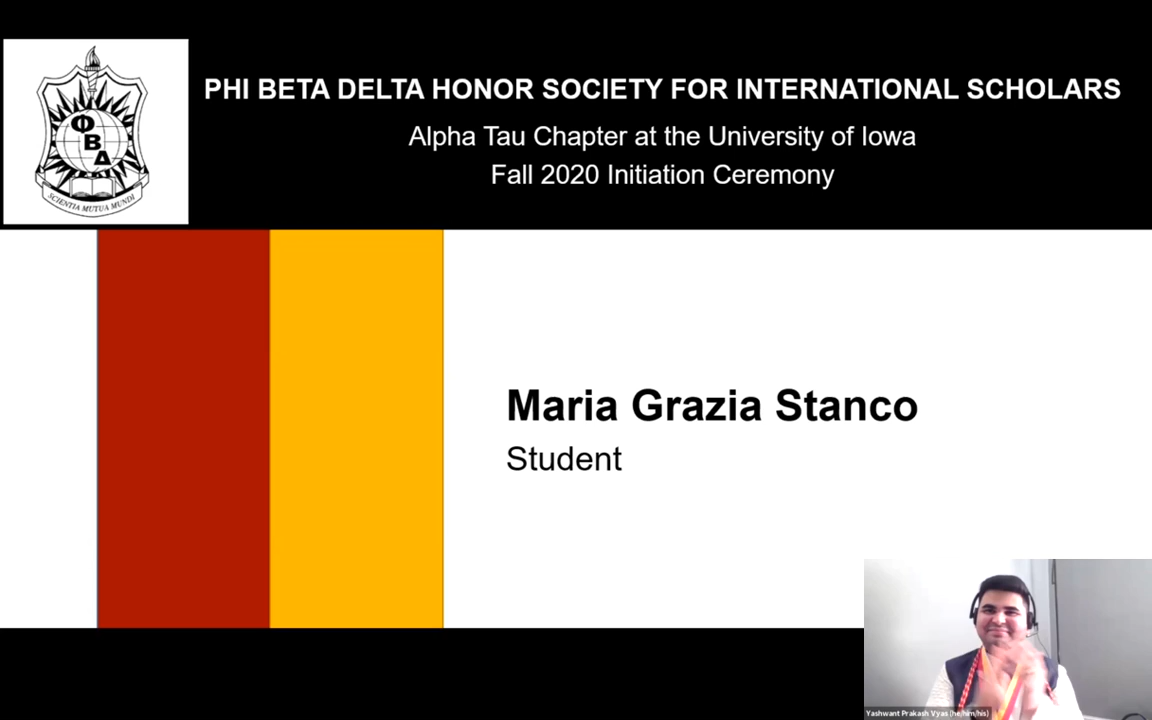 PHI BETA DELTA HONOR SOCIETY FOR INTERNATIONAL SCHOLARS
Alpha Tau Chapter at the University of Iowa
Fall 2020 Initiation Ceremony
Φ
B
Δ
SCIENTIA MUTUA MUNDI
Maria Grazia Stanco
Student
Yashwant Prakash Vyas (he/him/his)